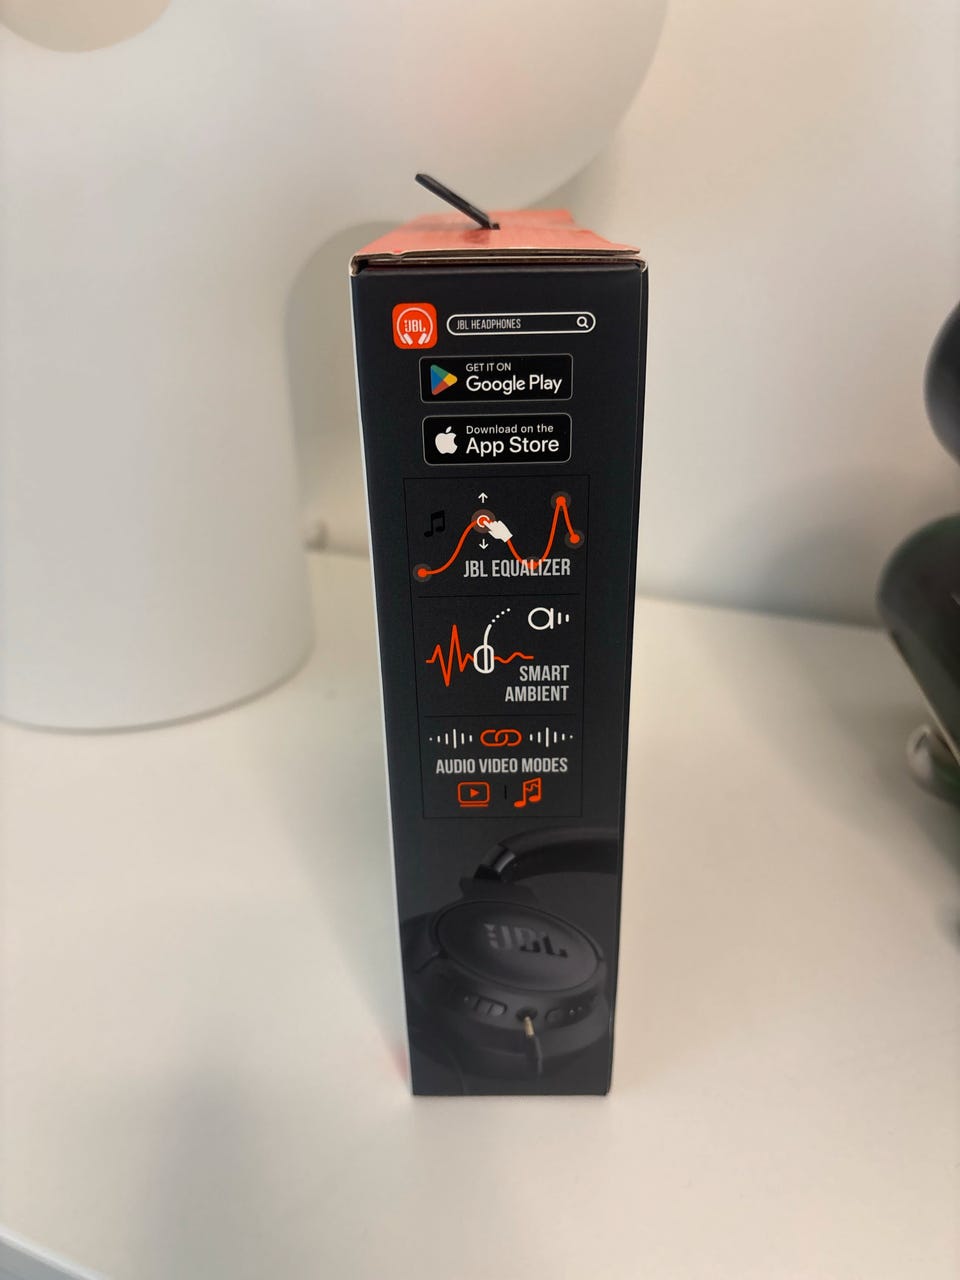 JBL
JBL HEADPHONES
GET IT ON
Google Play
Download on the
App Store
JBL EQUALIZER
SMART
AMBIENT
AUDIO VIDEO MODES
JBL